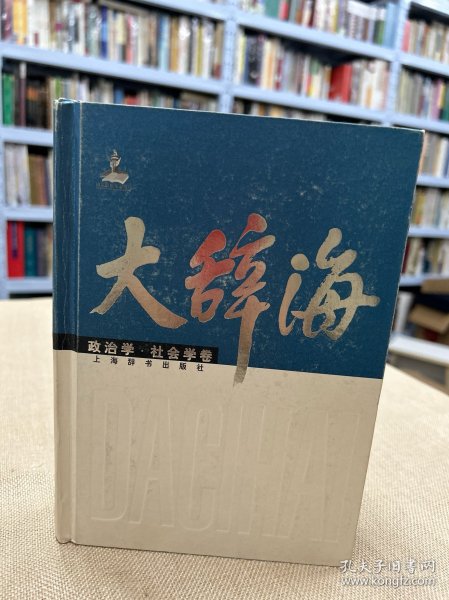 大辞海
政治学·社会学卷
上海辞书出版社
DACIHAI
孔夫子旧书网
www.kongfz.com